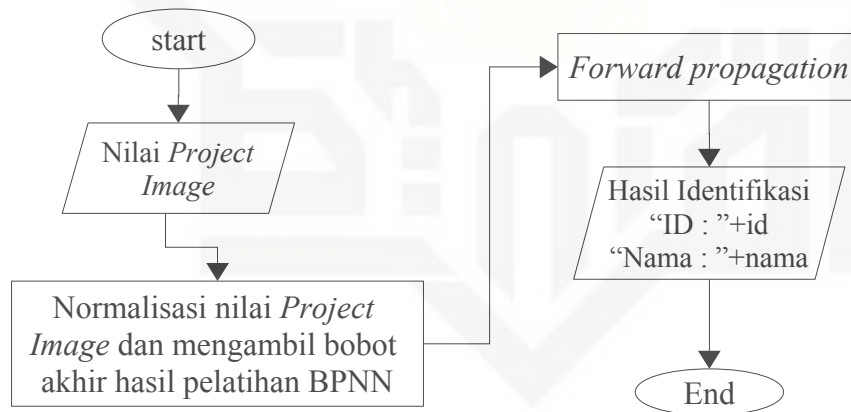 start
Nilai Project
Image
Normalisasi nilai Project
Image dan mengambil bobot
akhir hasil pelatihan BPNN
Forward propagation
Hasil Identifikasi
“ID : ”+id
“Nama : ”+nama
End